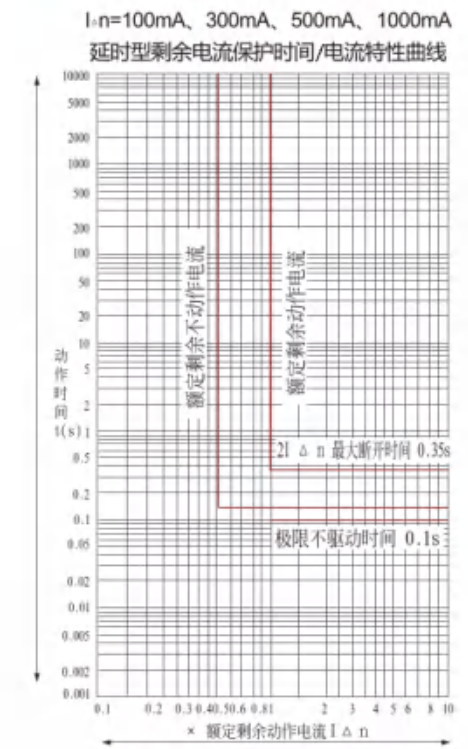 I△n=100mA、300mA、500mA、1000mA
延时型剩余电流保护时间/电流特性曲线
10000
5000
2000
1000
500
200
100
50
20
10
5
2
1
0.5
0.2
0.1
0.05
0.02
0.01
0.005
0.002
0.001
动作时间
t(s)
额定剩余不动作电流
额定剩余动作电流
2I △ n 最大断开时间 0.35s
极限不驱动时间 0.1s
0.1 0.2 0.3 0.4 0.5 0.6 0.8 1 2 3 4 5 6 8 10
× 额定剩余动作电流 I △ n